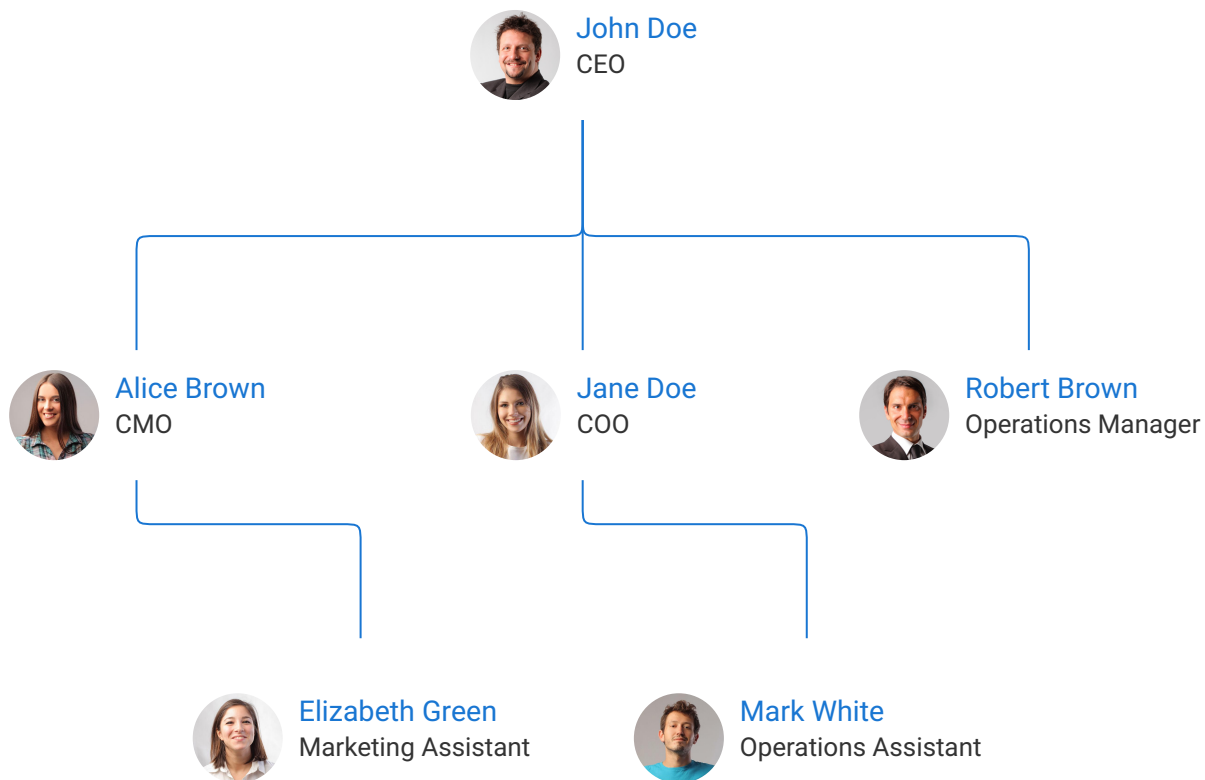 John Doe
CEO
Alice Brown
CMO
Jane Doe
COO
Robert Brown
Operations Manager
Elizabeth Green
Marketing Assistant
Mark White
Operations Assistant